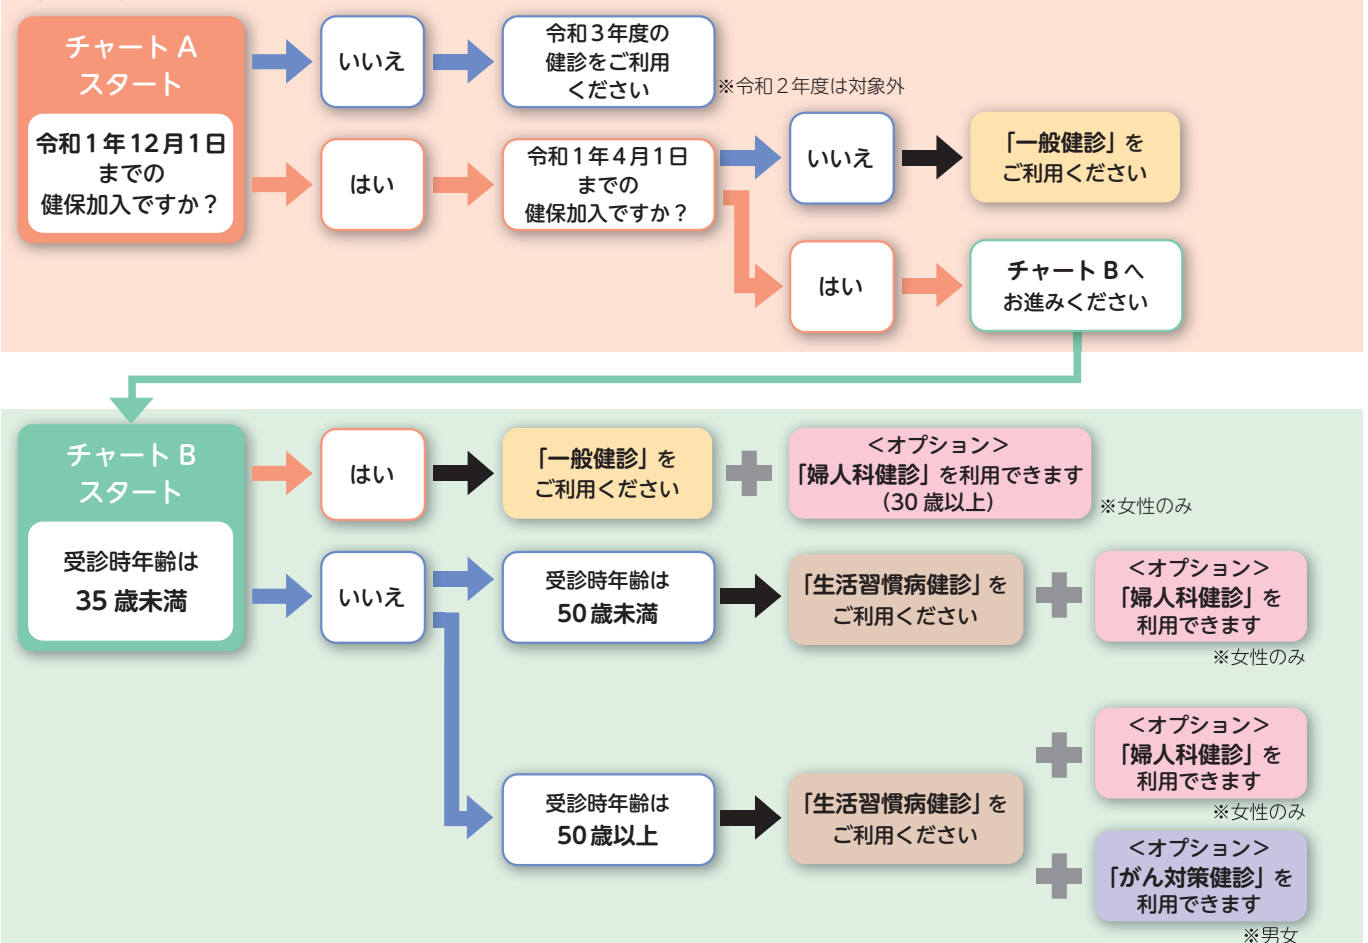 チャート A
スタート
令和1年12月1日
までの
健保加入ですか？
いいえ
令和3年度の
健診をご利用
ください
※令和2年度は対象外
はい
令和1年4月1日
までの
健保加入ですか？
いいえ
「一般健診」を
ご利用ください
はい
チャート B へ
お進みください
チャート B
スタート
受診時年齢は
35歳未満
はい
「一般健診」を
ご利用ください
＜オプション＞
「婦人科健診」を利用できます
(30歳以上)
※女性のみ
いいえ
受診時年齢は
50歳未満
「生活習慣病健診」を
ご利用ください
＜オプション＞
「婦人科健診」を
利用できます
※女性のみ
受診時年齢は
50歳以上
「生活習慣病健診」を
ご利用ください
＜オプション＞
「婦人科健診」を
利用できます
※女性のみ
＜オプション＞
「がん対策健診」を
利用できます
※男女